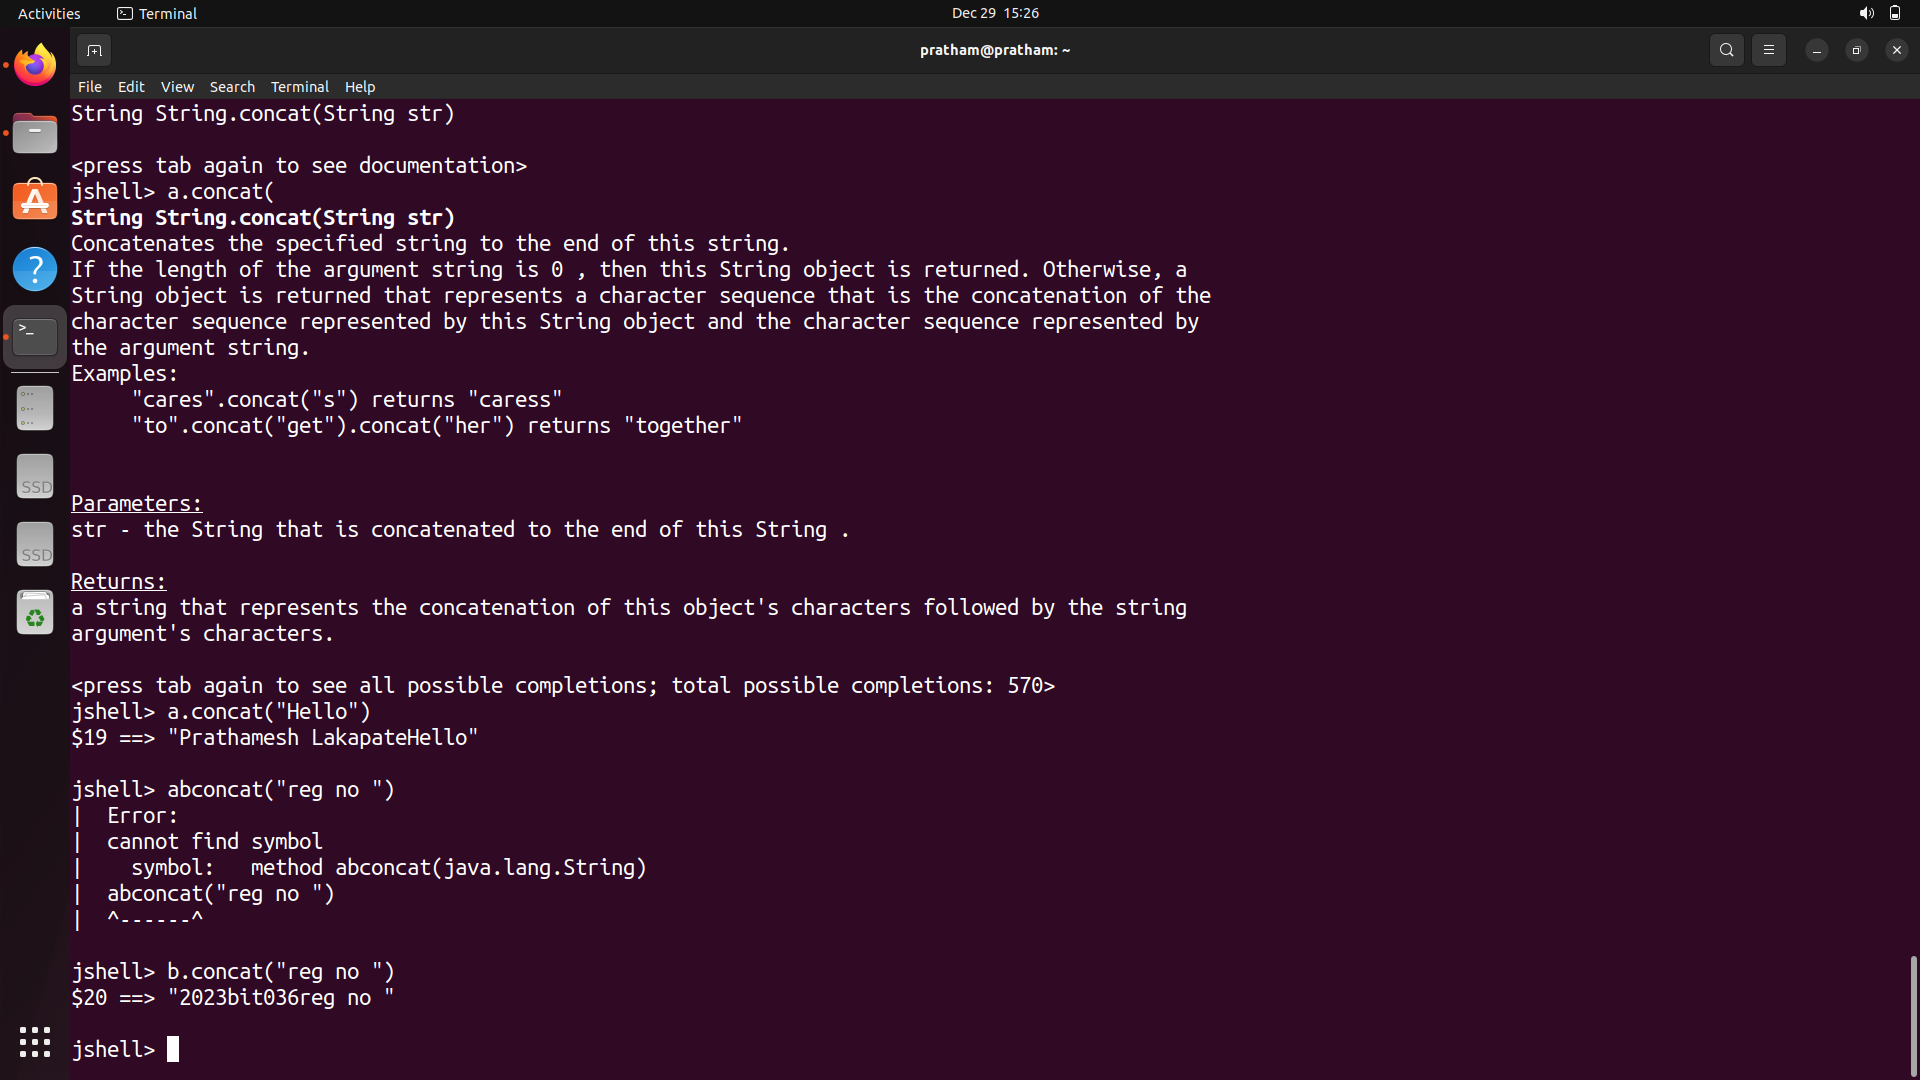 Activities
Terminal
Dec 29 15:26
pratham@pratham: ~
File Edit View Search Terminal Help
String String.concat(String str)
<press tab again to see documentation>
jshell> a.concat(
String String.concat(String str)
Concatenates the specified string to the end of this string.
If the length of the argument string is 0 , then this String object is returned. Otherwise, a
String object is returned that represents a character sequence that is the concatenation of the
character sequence represented by this String object and the character sequence represented by
the argument string.
Examples:
     "cares".concat("s") returns "caress"
     "to".concat("get").concat("her") returns "together"
Parameters:
str - the String that is concatenated to the end of this String .
Returns:
a string that represents the concatenation of this object's characters followed by the string
argument's characters.
<press tab again to see all possible completions; total possible completions: 570>
jshell> a.concat("Hello")
$19 ==> "Prathamesh LakapateHello"
jshell> abconcat("reg no ")
|  Error:
|  cannot find symbol
|    symbol:   method abconcat(java.lang.String)
|  abconcat("reg no ")
|  ^------^
jshell> b.concat("reg no ")
$20 ==> "2023bit036reg no "
jshell>
SSD
SSD